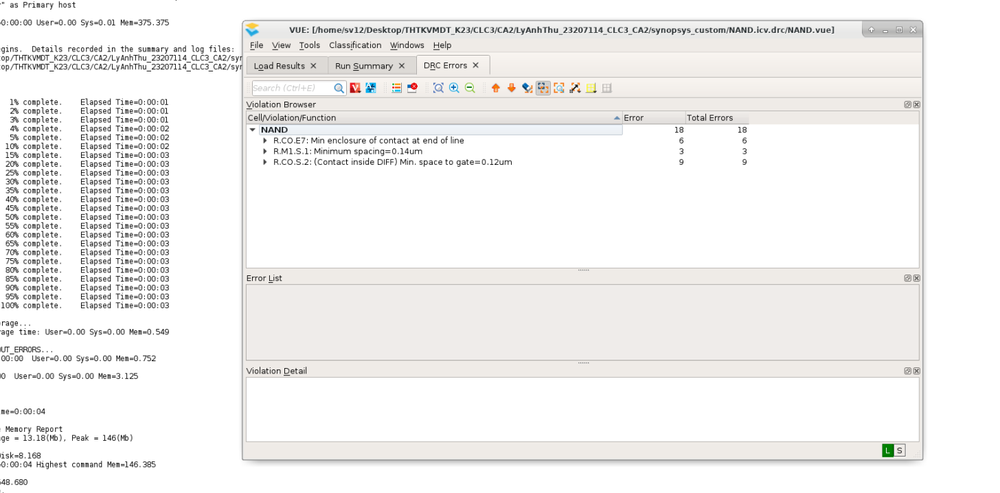 " as Primary host
=0:00:00 User=0.00 Sys=0.01 Mem=375.375
gins.  Details recorded in the summary and log files:
top/THTKVMDT_K23/CLC3/CA2/LyAnhThu_23207114_CLC3_CA2/syn
top/THTKVMDT_K23/CLC3/CA2/LyAnhThu_23207114_CLC3_CA2/syn
1% complete.    Elapsed Time=0:00:01
2% complete.    Elapsed Time=0:00:01
3% complete.    Elapsed Time=0:00:01
4% complete.    Elapsed Time=0:00:02
5% complete.    Elapsed Time=0:00:02
10% complete.    Elapsed Time=0:00:02
15% complete.    Elapsed Time=0:00:03
20% complete.    Elapsed Time=0:00:03
25% complete.    Elapsed Time=0:00:03
30% complete.    Elapsed Time=0:00:03
35% complete.    Elapsed Time=0:00:03
40% complete.    Elapsed Time=0:00:03
45% complete.    Elapsed Time=0:00:03
50% complete.    Elapsed Time=0:00:03
55% complete.    Elapsed Time=0:00:03
60% complete.    Elapsed Time=0:00:03
65% complete.    Elapsed Time=0:00:03
70% complete.    Elapsed Time=0:00:03
75% complete.    Elapsed Time=0:00:03
80% complete.    Elapsed Time=0:00:03
85% complete.    Elapsed Time=0:00:03
90% complete.    Elapsed Time=0:00:03
95% complete.    Elapsed Time=0:00:03
100% complete.    Elapsed Time=0:00:03
orage...
rage time: User=0.00 Sys=0.00 Mem=0.549
OUT_ERRORS...
:00:00  User=0.00 Sys=0.00 Mem=0.752
00  User=0.00 Sys=0.00 Mem=3.125
ime=0:00:04
e Memory Report
age = 13.18(Mb), Peak = 146(Mb)
Disk=8.168
=0:00:04 Highest command Mem=146.385
648.680
VUE: [/home/sv12/Desktop/THTKVMDT_K23/CLC3/CA2/LyAnhThu_23207114_CLC3_CA2/synopsys_custom/NAND.icv.drc/NAND.vue]
File View Tools Classification Windows Help
Load Results Run Summary DRC Errors
Search (Ctrl+E)
Violation Browser
Cell/Violation/Function Error Total Errors
NAND 18 18
R.CO.E7: Min enclosure of contact at end of line 6 6
R.M1.S.1: Minimum spacing=0.14um 3 3
R.CO.S.2: (Contact inside DIFF) Min. space to gate=0.12um 9 9
Error List
Violation Detail
L S